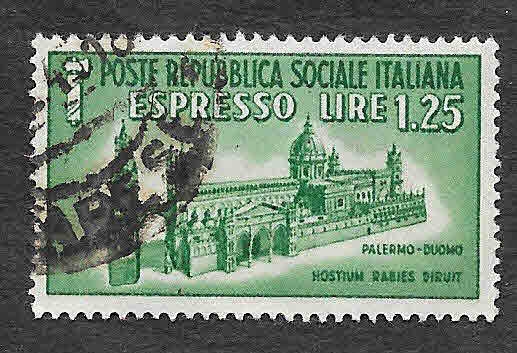 POSTE REPUBBLICA SOCIALE ITALIANA
ESPRESSO LIRE 1.25
PALERMO-DUOMO
HOSTIUM RABIES DIRUIT